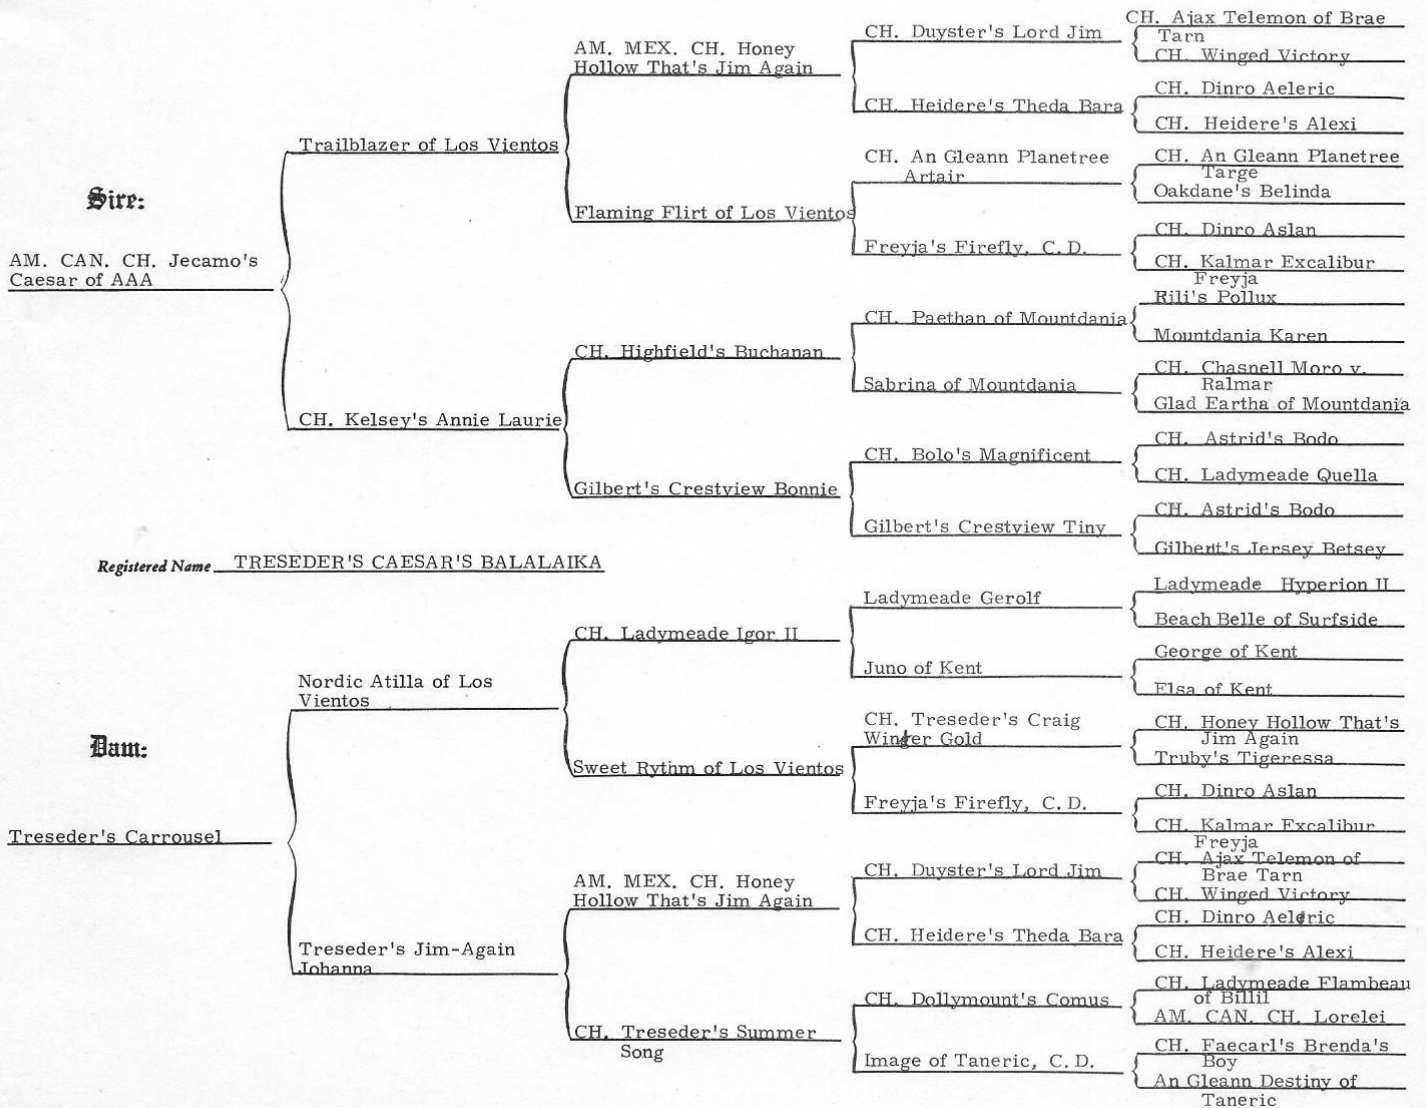 Sire:
AM. CAN. CH. Jecamo's
Caesar of AAA
Trailblazer of Los Vientos
CH. Kelsey's Annie Laurie
AM. MEX. CH. Honey
Hollow That's Jim Again
Flaming Flirt of Los Vientos
CH. Highfield's Buchanan
Gilbert's Crestview Bonnie
CH. Duyster's Lord Jim
CH. Heidere's Theda Bara
CH. An Gleann Planetree
Artair
Freyja's Firefly, C.D.
CH. Paethan of Mountdania
Sabrina of Mountdania
CH. Bolo's Magnificent
Gilbert's Crestview Tiny
CH. Ajax Telemon of Brae
Tarn
CH. Winged Victory
CH. Dinro Aeleric
CH. Heidere's Alexi
CH. An Gleann Planetree
Targe
Oakdane's Belinda
CH. Dinro Aslan
CH. Kalmar Excalibur
Freyja
Rili's Pollux
Mountdania Karen
CH. Chasnell Moro v.
Ralmar
Glad Eartha of Mountdania
CH. Astrid's Bodo
CH. Ladymeade Quella
CH. Astrid's Bodo
Gilbert's Jersey Betsey
Registered Name TRESEDER'S CAESAR'S BALALAIKA
Dam:
Treseder's Carrousel
Nordic Atilla of Los
Vientos
Treseder's Jim-Again
Johanna
CH. Ladymeade Igor II
Sweet Rythm of Los Vientos
AM. MEX. CH. Honey
Hollow That's Jim Again
CH. Treseder's Summer
Song
Ladymeade Gerolf
Juno of Kent
CH. Treseder's Craig
Winter Gold
Freyja's Firefly, C.D.
CH. Duyster's Lord Jim
CH. Heidere's Theda Bara
CH. Dollymount's Comus
Image of Taneric, C.D.
Ladymeade Hyperion II
Beach Belle of Surfside
George of Kent
Elsa of Kent
CH. Honey Hollow That's
Jim Again
Truby's Tigeressa
CH. Dinro Aslan
CH. Kalmar Excalibur
Freyja
CH. Ajax Telemon of
Brae Tarn
CH. Winged Victory
CH. Dinro Aeleric
CH. Heidere's Alexi
CH. Ladymeade Flambeau
of Billil
AM. CAN. CH. Lorelei
CH. Faecarl's Brenda's
Boy
An Gleann Destiny of
Taneric